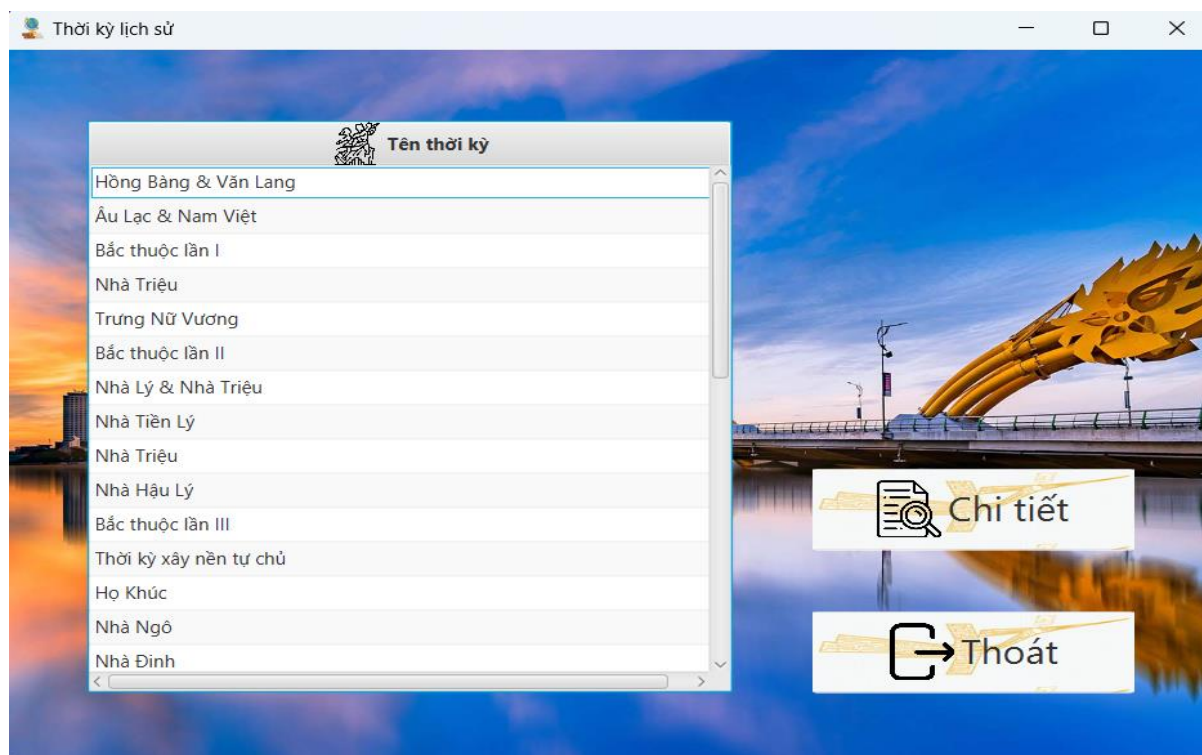 Thời kỳ lịch sử
Tên thời kỳ
Hồng Bàng & Văn Lang
Âu Lạc & Nam Việt
Bắc thuộc lần I
Nhà Triệu
Trưng Nữ Vương
Bắc thuộc lần II
Nhà Lý & Nhà Triệu
Nhà Tiền Lý
Nhà Triệu
Nhà Hậu Lý
Bắc thuộc lần III
Thời kỳ xây nền tự chủ
Họ Khúc
Nhà Ngô
Nhà Đinh
Chi tiết
Thoát